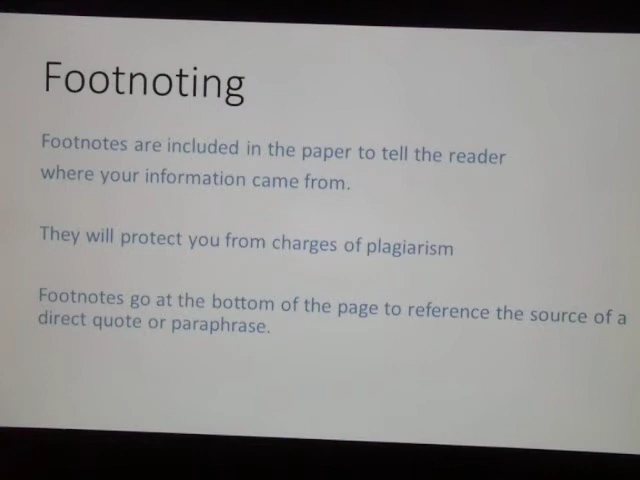 Footnoting
Footnotes are included in the paper to tell the reader
where your information came from.
They will protect you from charges of plagiarism
Footnotes go at the bottom of the page to reference the source of a
direct quote or paraphrase.